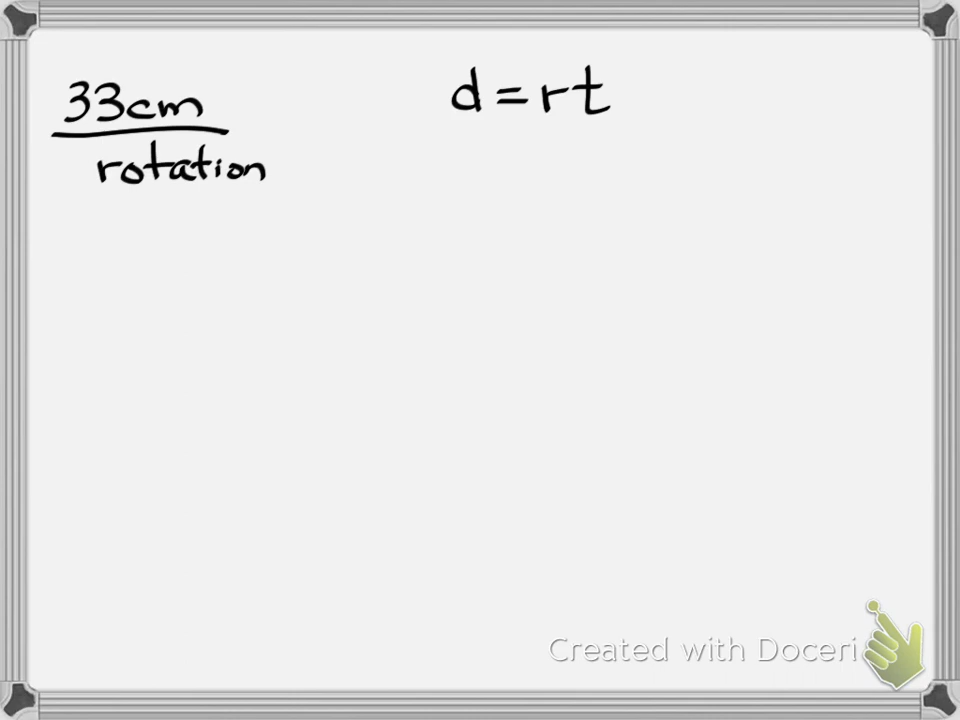 33cm
rotation
d = rt
Created with Doceri